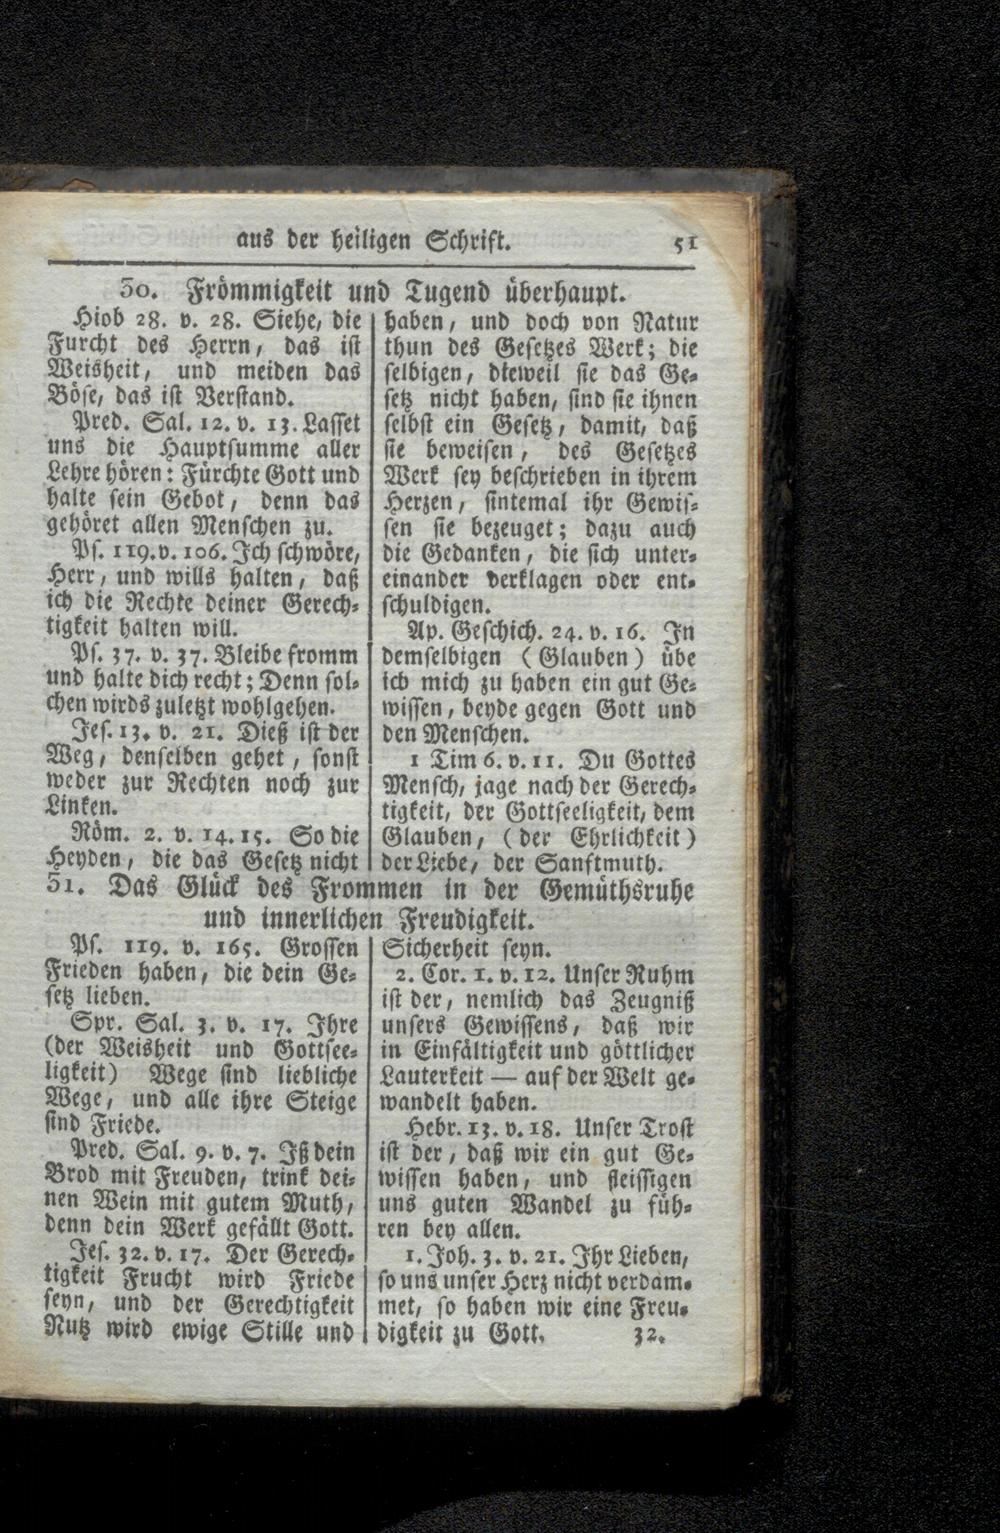 aus der heiligen Schrift. 51
30. Frömmigkeit und Tugend überhaupt.
Hiob 28. v. 28. Siehe, die
Furcht des Herrn, das ist
Weisheit, und meiden das
Böse, das ist Verstand.
Pred. Sal. 12. v. 13. Lasset
uns die Hauptsumme aller
Lehre hören: Fürchte Gott und
halte sein Gebot, denn das
gehöret allen Menschen zu.
Ps. 119. v. 106. Ich schwöre,
Herr, und wills halten, daß
ich die Rechte deiner Gerech-
tigkeit halten will.
Ps. 37. v. 37. Bleibe fromm
und halte dich recht; Denn sol-
chen wirds zuletzt wohlgehen.
Jes. 13. v. 21. Dieß ist der
Weg, denselben gehet, sonst
weder zur Rechten noch zur
Linken.
Röm. 2. v. 14. 15. So die
Heyden, die das Gesetz nicht
haben, und doch von Natur
thun des Gesetzes Werk; die
selbigen, dieweil sie das Ge-
setz nicht haben, sind sie ihnen
selbst ein Gesetz, damit, daß
sie beweisen, des Gesetzes
Werk sey beschrieben in ihrem
Herzen, sintemal ihr Gewis-
sen sie bezeuget; dazu auch
die Gedanken, die sich unter-
einander verklagen oder ent-
schuldigen.
Ap. Geschich. 24. v. 16. In
demselbigen (Glauben) übe
ich mich zu haben ein gut Ge-
wissen, beyde gegen Gott und
den Menschen.
1 Tim 6. v. 11. Du Gottes
Mensch, jage nach der Gerech-
tigkeit, der Gottseeligkeit, dem
Glauben, (der Ehrlichkeit)
der Liebe, der Sanftmuth.
31. Das Glück des Frommen in der Gemüthsruhe
und innerlichen Freudigkeit.
Ps. 119. v. 165. Grossen
Frieden haben, die dein Ge-
setz lieben.
Spr. Sal. 3. v. 17. Ihre
(der Weisheit und Gottsee-
ligkeit) Wege sind liebliche
Wege, und alle ihre Steige
sind Friede.
Pred. Sal. 9. v. 7. Iß dein
Brod mit Freuden, trink dei-
nen Wein mit gutem Muth,
denn dein Werk gefällt Gott.
Jes. 32. v. 17. Der Gerech-
tigkeit Frucht wird Friede
seyn, und der Gerechtigkeit
Nutz wird ewige Stille und
Sicherheit seyn.
2. Cor. 1. v. 12. Unser Ruhm
ist der, nemlich das Zeugniß
unsers Gewissens, daß wir
in Einfältigkeit und göttlicher
Lauterkeit — auf der Welt ge-
wandelt haben.
Hebr. 13. v. 18. Unser Trost
ist der, daß wir ein gut Ge-
wissen haben, und fleissigen
uns guten Wandel zu füh-
ren bey allen.
1. Joh. 3. v. 21. Ihr Lieben,
so uns unser Herz nicht verdam-
met, so haben wir eine Freu-
digkeit zu Gott. 32.